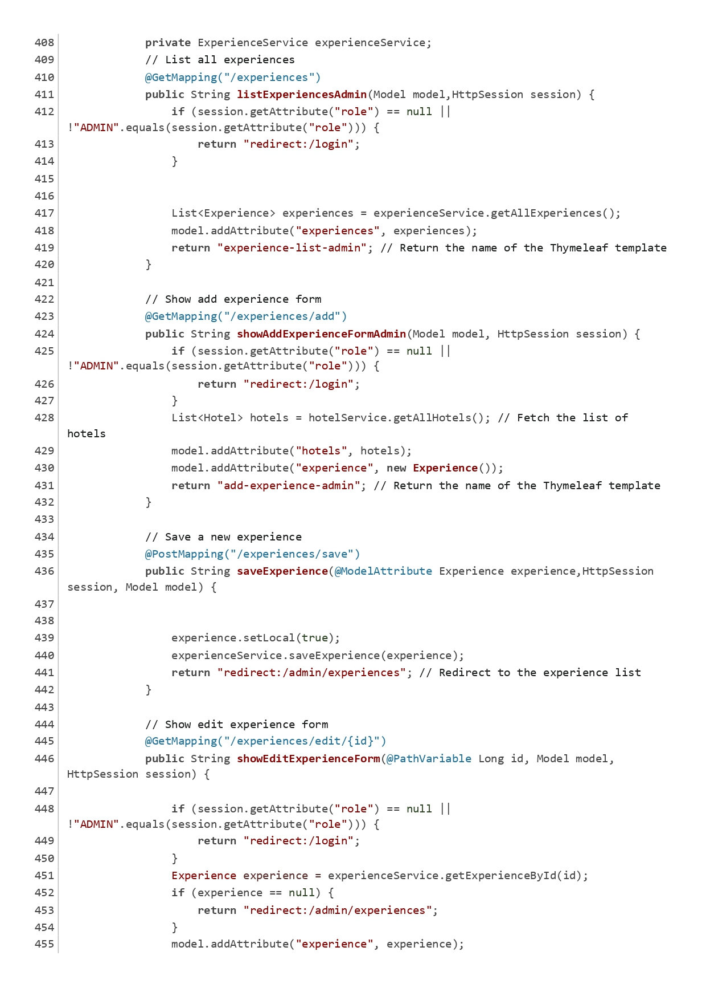 408 private ExperienceService experienceService;
409 // List all experiences
410 @GetMapping("/experiences")
411 public String listExperiencesAdmin(Model model,HttpSession session) {
412 if (session.getAttribute("role") == null ||
!"ADMIN".equals(session.getAttribute("role"))) {
413 return "redirect:/login";
414 }
415
416
417 List<Experience> experiences = experienceService.getAllExperiences();
418 model.addAttribute("experiences", experiences);
419 return "experience-list-admin"; // Return the name of the Thymeleaf template
420 }
421
422 // Show add experience form
423 @GetMapping("/experiences/add")
424 public String showAddExperienceFormAdmin(Model model, HttpSession session) {
425 if (session.getAttribute("role") == null ||
!"ADMIN".equals(session.getAttribute("role"))) {
426 return "redirect:/login";
427 }
428 List<Hotel> hotels = hotelService.getAllHotels(); // Fetch the list of
hotels
429 model.addAttribute("hotels", hotels);
430 model.addAttribute("experience", new Experience());
431 return "add-experience-admin"; // Return the name of the Thymeleaf template
432 }
433
434 // Save a new experience
435 @PostMapping("/experiences/save")
436 public String saveExperience(@ModelAttribute Experience experience,HttpSession
session, Model model) {
437
438
439 experience.setLocal(true);
440 experienceService.saveExperience(experience);
441 return "redirect:/admin/experiences"; // Redirect to the experience list
442 }
443
444 // Show edit experience form
445 @GetMapping("/experiences/edit/{id}")
446 public String showEditExperienceForm(@PathVariable Long id, Model model,
HttpSession session) {
447
448 if (session.getAttribute("role") == null ||
!"ADMIN".equals(session.getAttribute("role"))) {
449 return "redirect:/login";
450 }
451 Experience experience = experienceService.getExperienceById(id);
452 if (experience == null) {
453 return "redirect:/admin/experiences";
454 }
455 model.addAttribute("experience", experience);